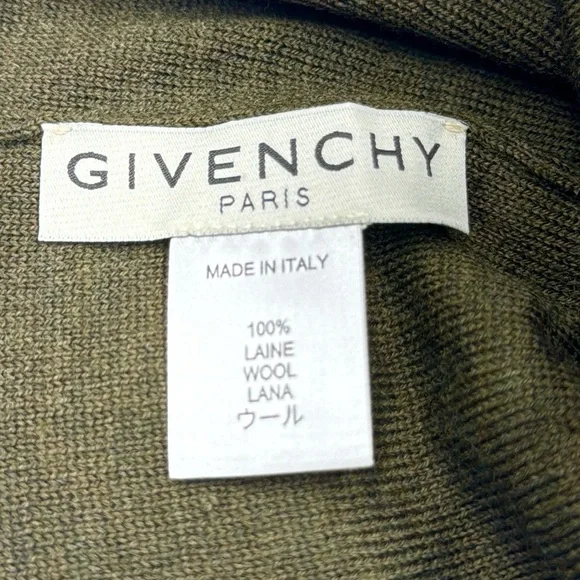 GIVENCHY
PARIS
MADE IN ITALY
100%
LAINE
WOOL
LANA
ウール